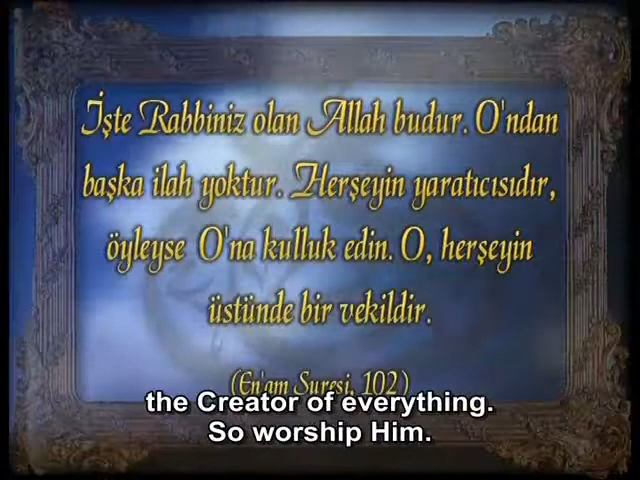 İşte Rabbiniz olan Allah budur. O'ndan
başka ilah yoktur. Herşeyin yaratıcısıdır,
öyleyse O'na kulluk edin. O, herşeyin
üstünde bir vekildir.
(En'am Suresi, 102)
the Creator of everything.
So worship Him.